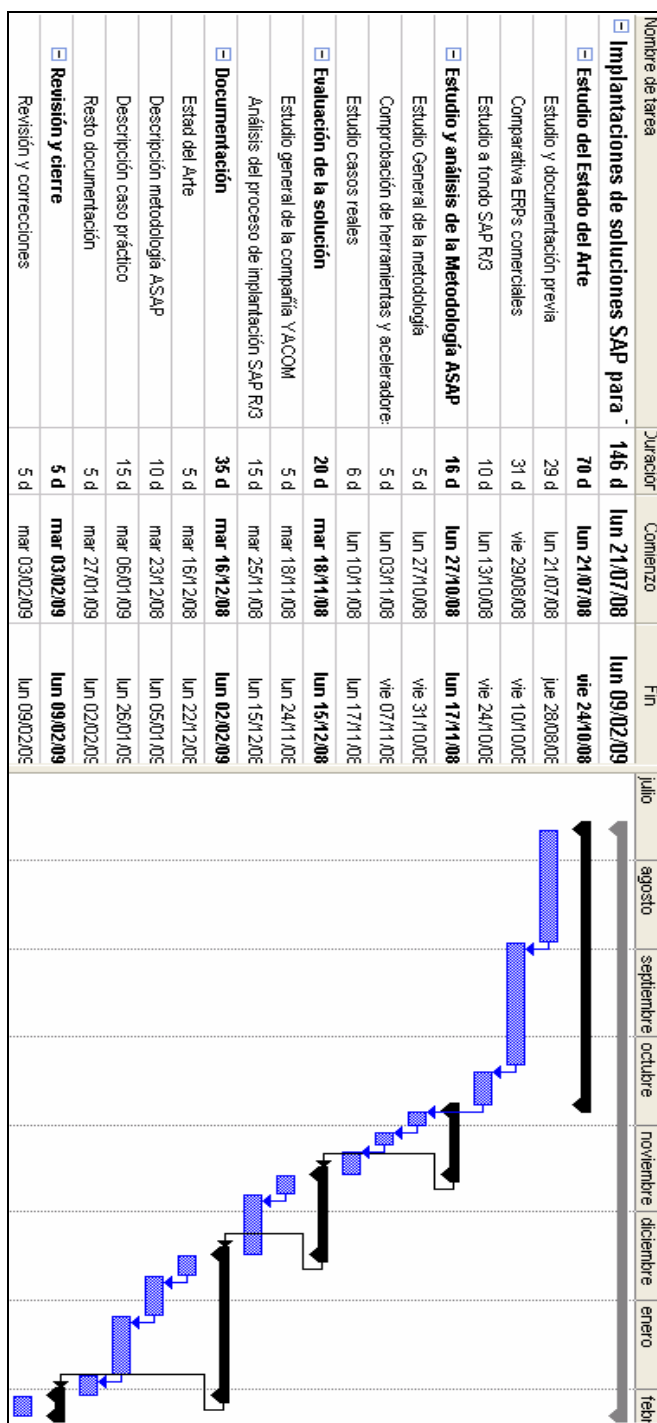 Nombre de tarea Duración Comienzo Fin julio agosto septiembre octubre noviembre diciembre enero febr
Implantaciones de soluciones SAP para 146 d lun 21/07/08 lun 09/02/09
Estudio del Estado del Arte 70 d lun 21/07/08 vie 24/10/08
Estudio y documentación previa 29 d lun 21/07/08 jue 28/08/08
Comparativa ERPs comerciales 31 d vie 29/08/08 vie 10/10/08
Estudio a fondo SAP R/3 10 d lun 13/10/08 vie 24/10/08
Estudio y análisis de la Metodología ASAP 16 d lun 27/10/08 lun 17/11/08
Estudio General de la metodología 5 d lun 27/10/08 vie 31/10/08
Comprobación de herramientas y aceleradores 5 d lun 03/11/08 vie 07/11/08
Estudio casos reales 6 d lun 10/11/08 lun 17/11/08
Evaluación de la solución 20 d mar 18/11/08 lun 15/12/08
Estudio general de la compañía YACOM 5 d mar 18/11/08 lun 24/11/08
Análisis del proceso de implantación SAP R/3 15 d mar 25/11/08 lun 15/12/08
Documentación 35 d mar 16/12/08 lun 02/02/09
Estad del Arte 5 d mar 16/12/08 lun 22/12/08
Descripción metodología ASAP 10 d mar 23/12/08 lun 05/01/09
Descripción caso práctico 15 d mar 06/01/09 lun 26/01/09
Resto documentación 5 d mar 27/01/09 lun 02/02/09
Revisión y cierre 5 d mar 03/02/09 lun 09/02/09
Revisión y correcciones 5 d mar 03/02/09 lun 09/02/09